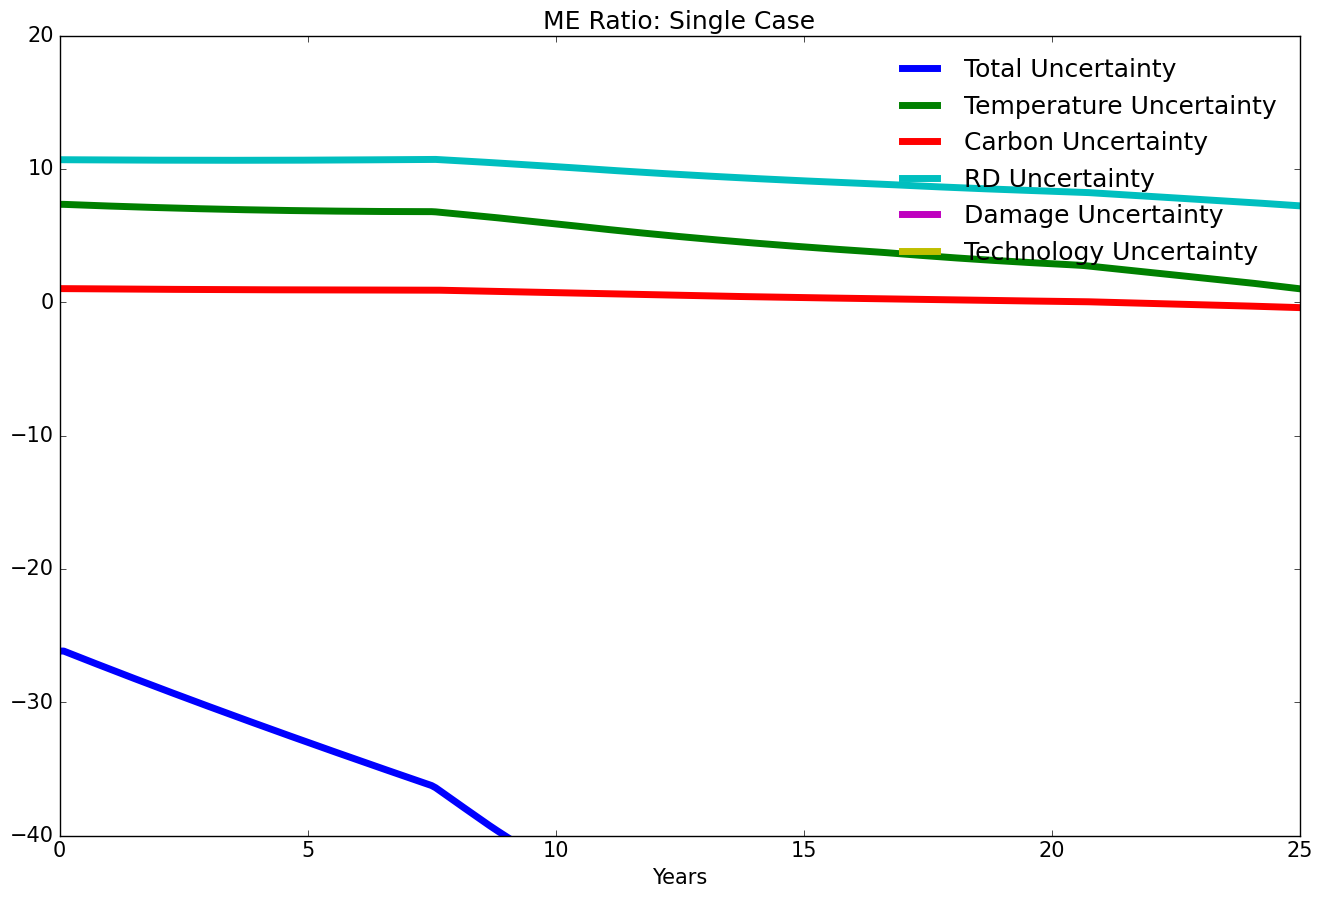 ME Ratio: Single Case
20
10
0
−10
−20
−30
−40
Total Uncertainty
Temperature Uncertainty
Carbon Uncertainty
RD Uncertainty
Damage Uncertainty
Technology Uncertainty
0 5 10 15 20 25
Years